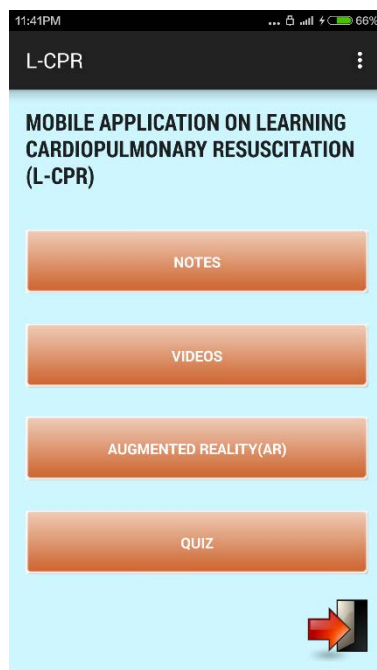 11:41PM ... 66%
L-CPR
MOBILE APPLICATION ON LEARNING
CARDIOPULMONARY RESUSCITATION
(L-CPR)
NOTES
VIDEOS
AUGMENTED REALITY(AR)
QUIZ